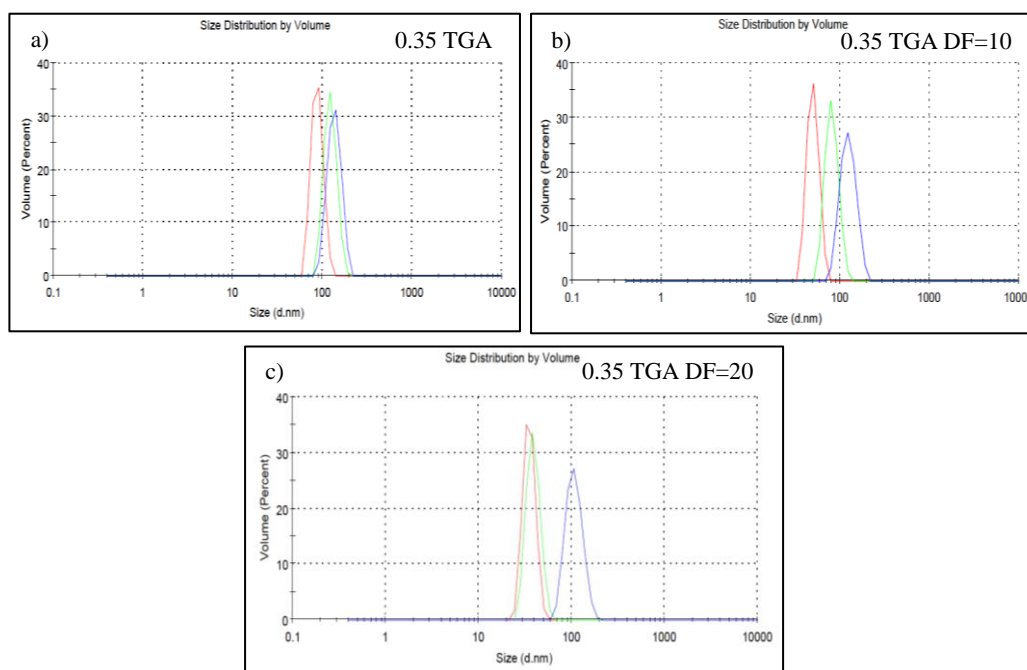 Size Distribution by Volume
a)
0.35 TGA
Volume (Percent)
40
30
20
10
0
0.1 1 10 100 1000 10000
Size (d.nm)
Size Distribution by Volume
b)
0.35 TGA DF=10
Volume (Percent)
40
30
20
10
0
0.1 1 10 100 1000 1000
Size (d.nm)
Size Distribution by Volume
c)
0.35 TGA DF=20
Volume (Percent)
40
30
20
10
0
0.1 1 10 100 1000 10000
Size (d.nm)